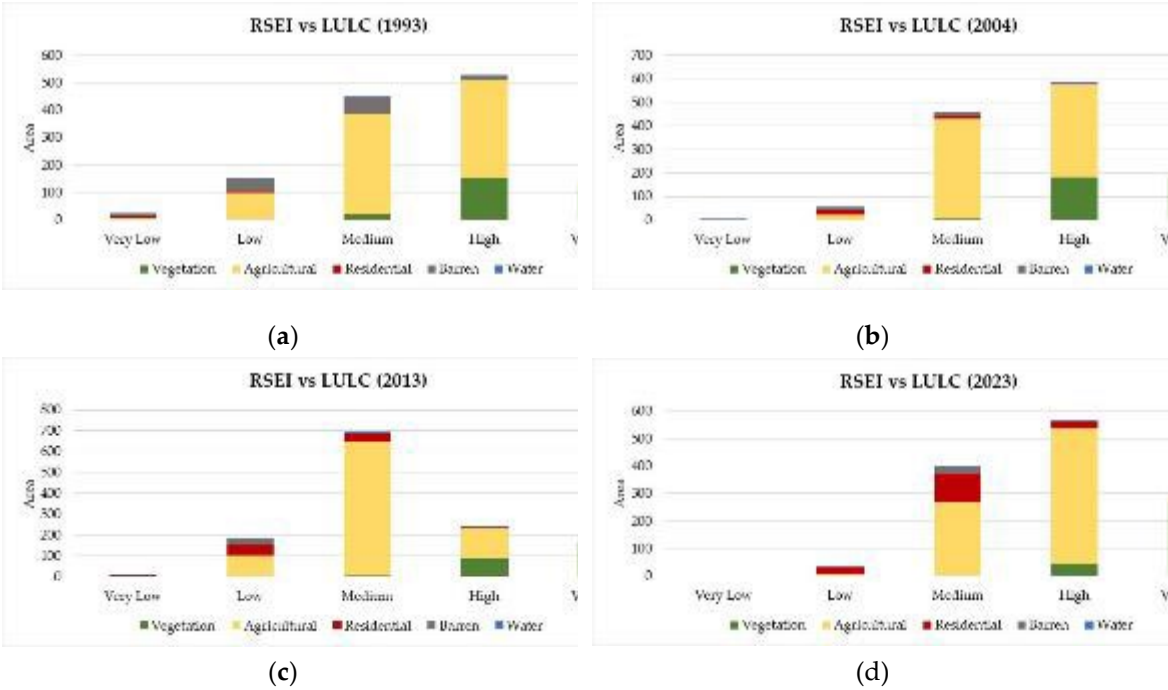 RSEI vs LULC (1993)
600
500
400
300
200
100
0
Area
Very Low Low Medium High V
Vegetation Agricultural Residential Barren Water
(a)
RSEI vs LULC (2004)
700
600
500
400
300
200
100
0
Area
Very Low Low Medium High V
Vegetation Agricultural Residential Barren Water
(b)
RSEI vs LULC (2013)
800
700
600
500
400
300
200
100
0
Area
Very Low Low Medium High V
Vegetation Agricultural Residential Barren Water
(c)
RSEI vs LULC (2023)
600
500
400
300
200
100
0
Area
Very Low Low Medium High V
Vegetation Agricultural Residential Barren Water
(d)